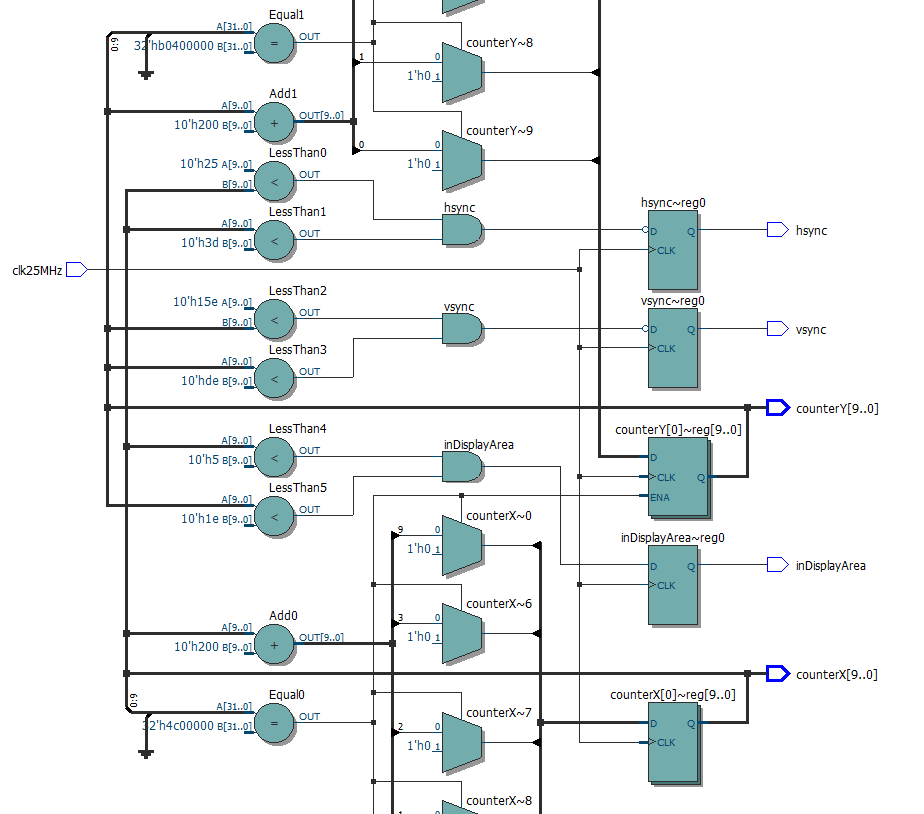 Equal1
A[31..0]
OUT
0:9
32'hb0400000 B[31..0]
=
counterY~8
1
0
1'h0 1
Add1
A[9..0]
OUT[9..0]
10'h200 B[9..0]
+
counterY~9
0
0
1'h0 1
LessThan0
10'h25 A[9..0]
OUT
B[9..0]
<
LessThan1
A[9..0]
OUT
10'h3d B[9..0]
<
hsync
hsync~reg0
D
Q
CLK
hsync
clk25MHz
LessThan2
10'h15e A[9..0]
OUT
B[9..0]
<
vsync
vsync~reg0
D
Q
CLK
vsync
LessThan3
A[9..0]
OUT
10'hde B[9..0]
<
counterY[9..0]
LessThan4
A[9..0]
OUT
10'h5 B[9..0]
<
inDisplayArea
counterY[0]~reg[9..0]
D
CLK
Q
ENA
LessThan5
A[9..0]
OUT
10'h1e B[9..0]
<
counterX~0
9
0
1'h0 1
inDisplayArea~reg0
D
Q
CLK
inDisplayArea
counterX~6
3
0
1'h0 1
Add0
A[9..0]
OUT[9..0]
10'h200 B[9..0]
+
counterX[9..0]
0:9
Equal0
A[31..0]
OUT
32'h4c00000 B[31..0]
=
counterX~7
2
0
1'h0 1
counterX[0]~reg[9..0]
D
Q
CLK
counterX~8